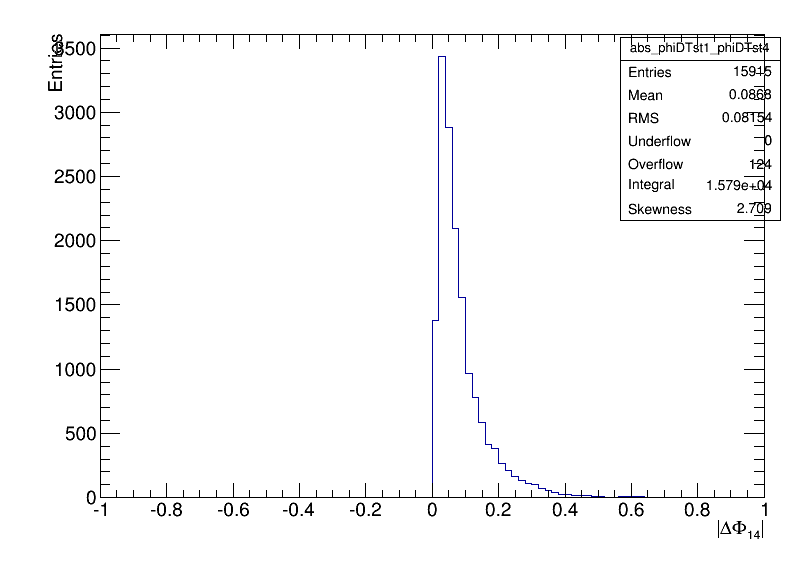 Entries
3500
3000
2500
2000
1500
1000
500
0
-1 -0.8 -0.6 -0.4 -0.2 0 0.2 0.4 0.6 0.8 1
|ΔΦ14|
abs_phiDTst1_phiDTst4
Entries 15915
Mean 0.0868
RMS 0.08154
Underflow 0
Overflow 124
Integral 1.579e+04
Skewness 2.709